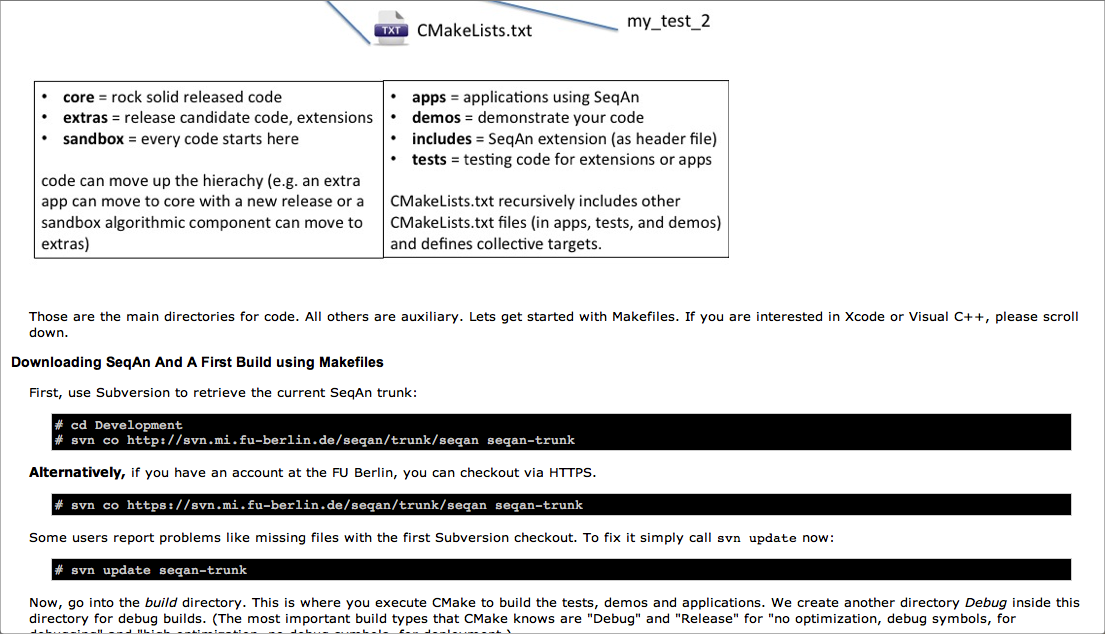 CMakeLists.txt
my_test_2
• core = rock solid released code
• extras = release candidate code, extensions
• sandbox = every code starts here
code can move up the hierachy (e.g. an extra
app can move to core with a new release or a
sandbox algorithmic component can move to
extras)
• apps = applications using SeqAn
• demos = demonstrate your code
• includes = SeqAn extension (as header file)
• tests = testing code for extensions or apps
CMakeLists.txt recursively includes other
CMakeLists.txt files (in apps, tests, and demos)
and defines collective targets.
Those are the main directories for code. All others are auxiliary. Lets get started with Makefiles. If you are interested in Xcode or Visual C++, please scroll
down.
Downloading SeqAn And A First Build using Makefiles
First, use Subversion to retrieve the current SeqAn trunk:
# cd Development
# svn co http://svn.mi.fu-berlin.de/seqan/trunk/seqan seqan-trunk
Alternatively, if you have an account at the FU Berlin, you can checkout via HTTPS.
# svn co https://svn.mi.fu-berlin.de/seqan/trunk/seqan seqan-trunk
Some users report problems like missing files with the first Subversion checkout. To fix it simply call svn update now:
# svn update seqan-trunk
Now, go into the build directory. This is where you execute CMake to build the tests, demos and applications. We create another directory Debug inside this
directory for debug builds. (The most important build types that CMake knows are "Debug" and "Release" for "no optimization, debug symbols, for
debugging" and "high optimization, no debug symbols, for deployment.)
TXT